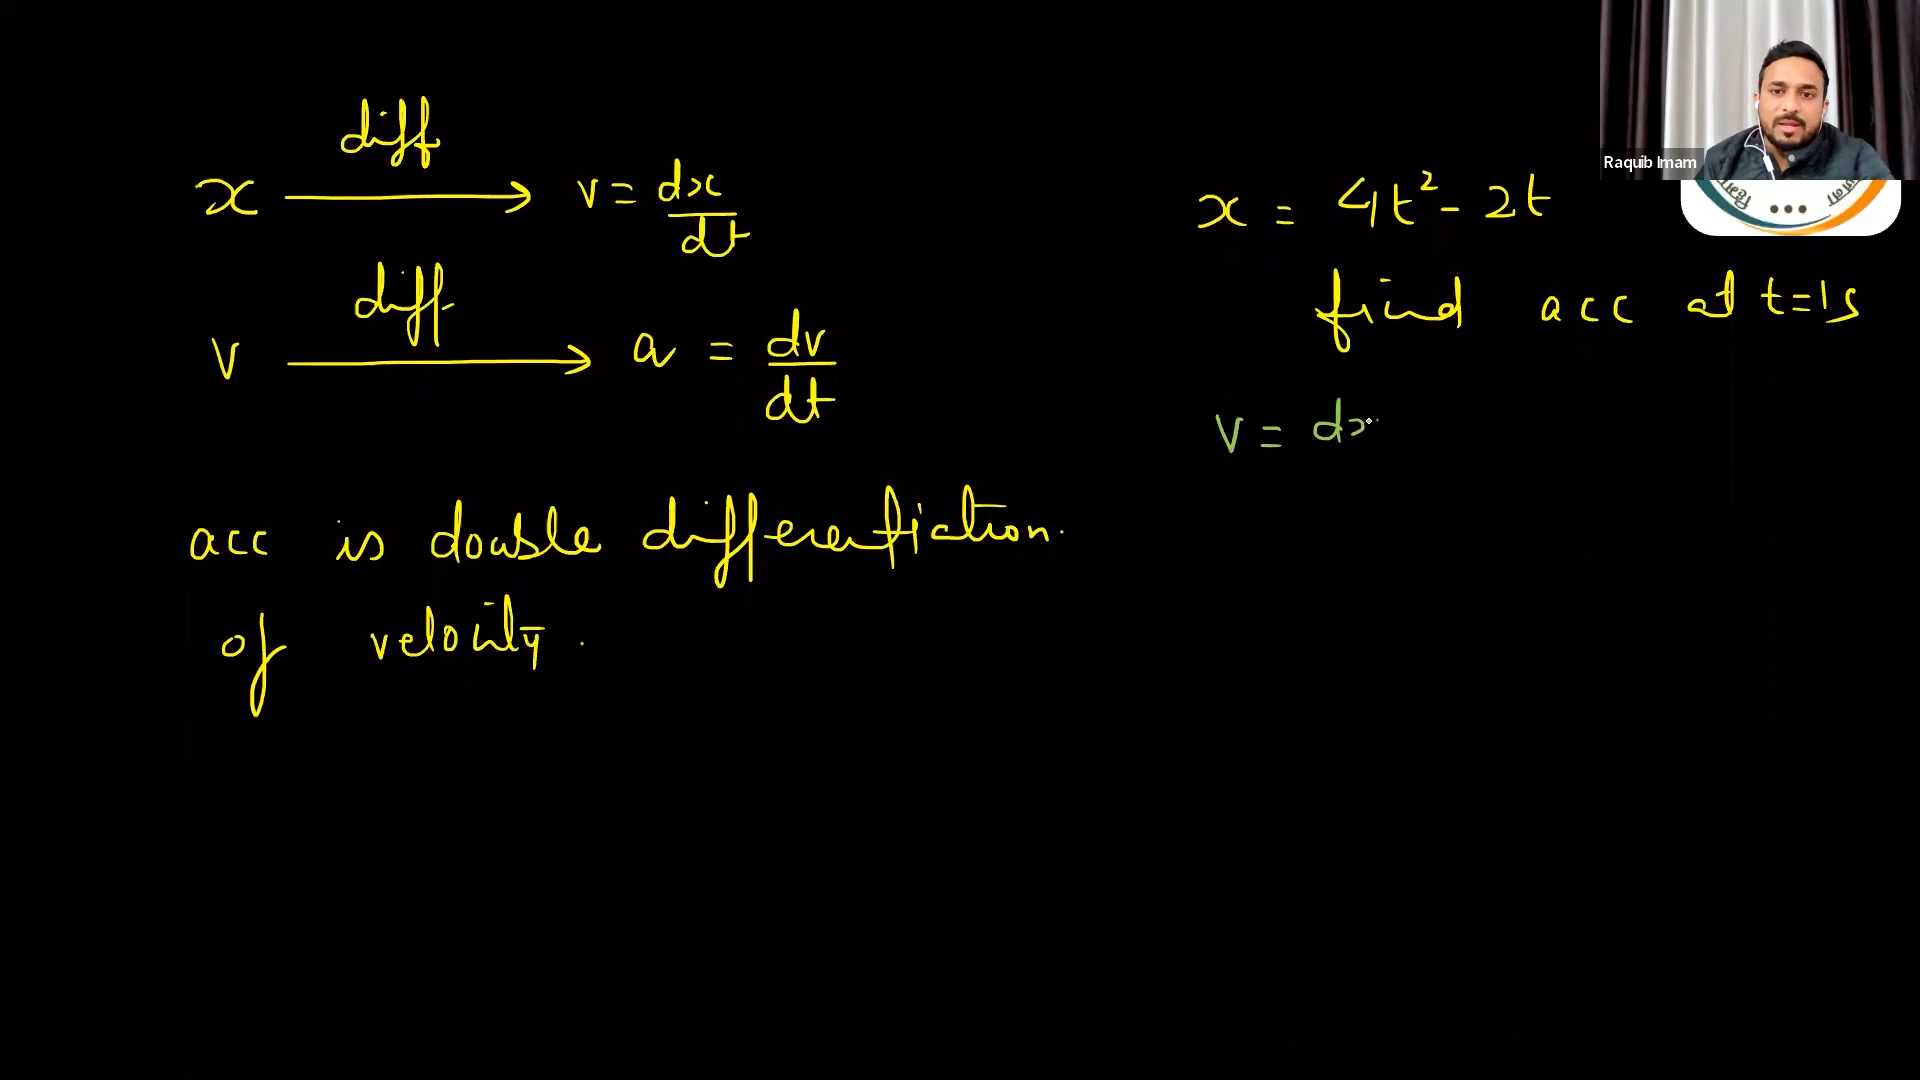 diff
x ⟶ v = dx/dt
diff
v ⟶ a = dv/dt
acc is double differentiction.
of velocity.
x = 4t² - 2t
find acc at t=1s
v = dx
Raquib Imam